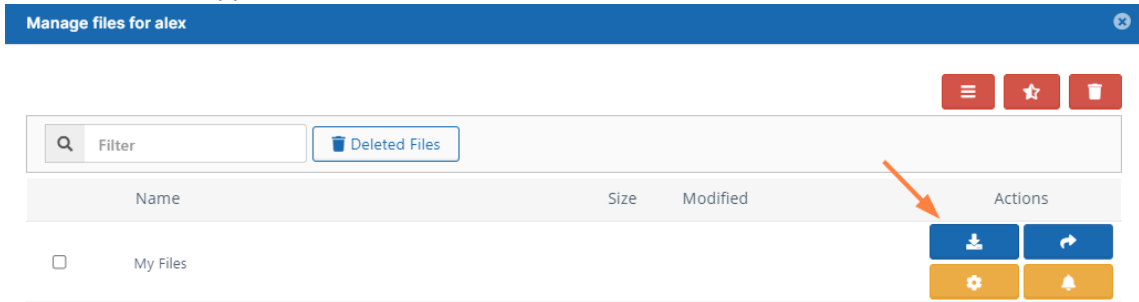 Manage files for alex
Filter
Deleted Files
Name Size Modified Actions
My Files